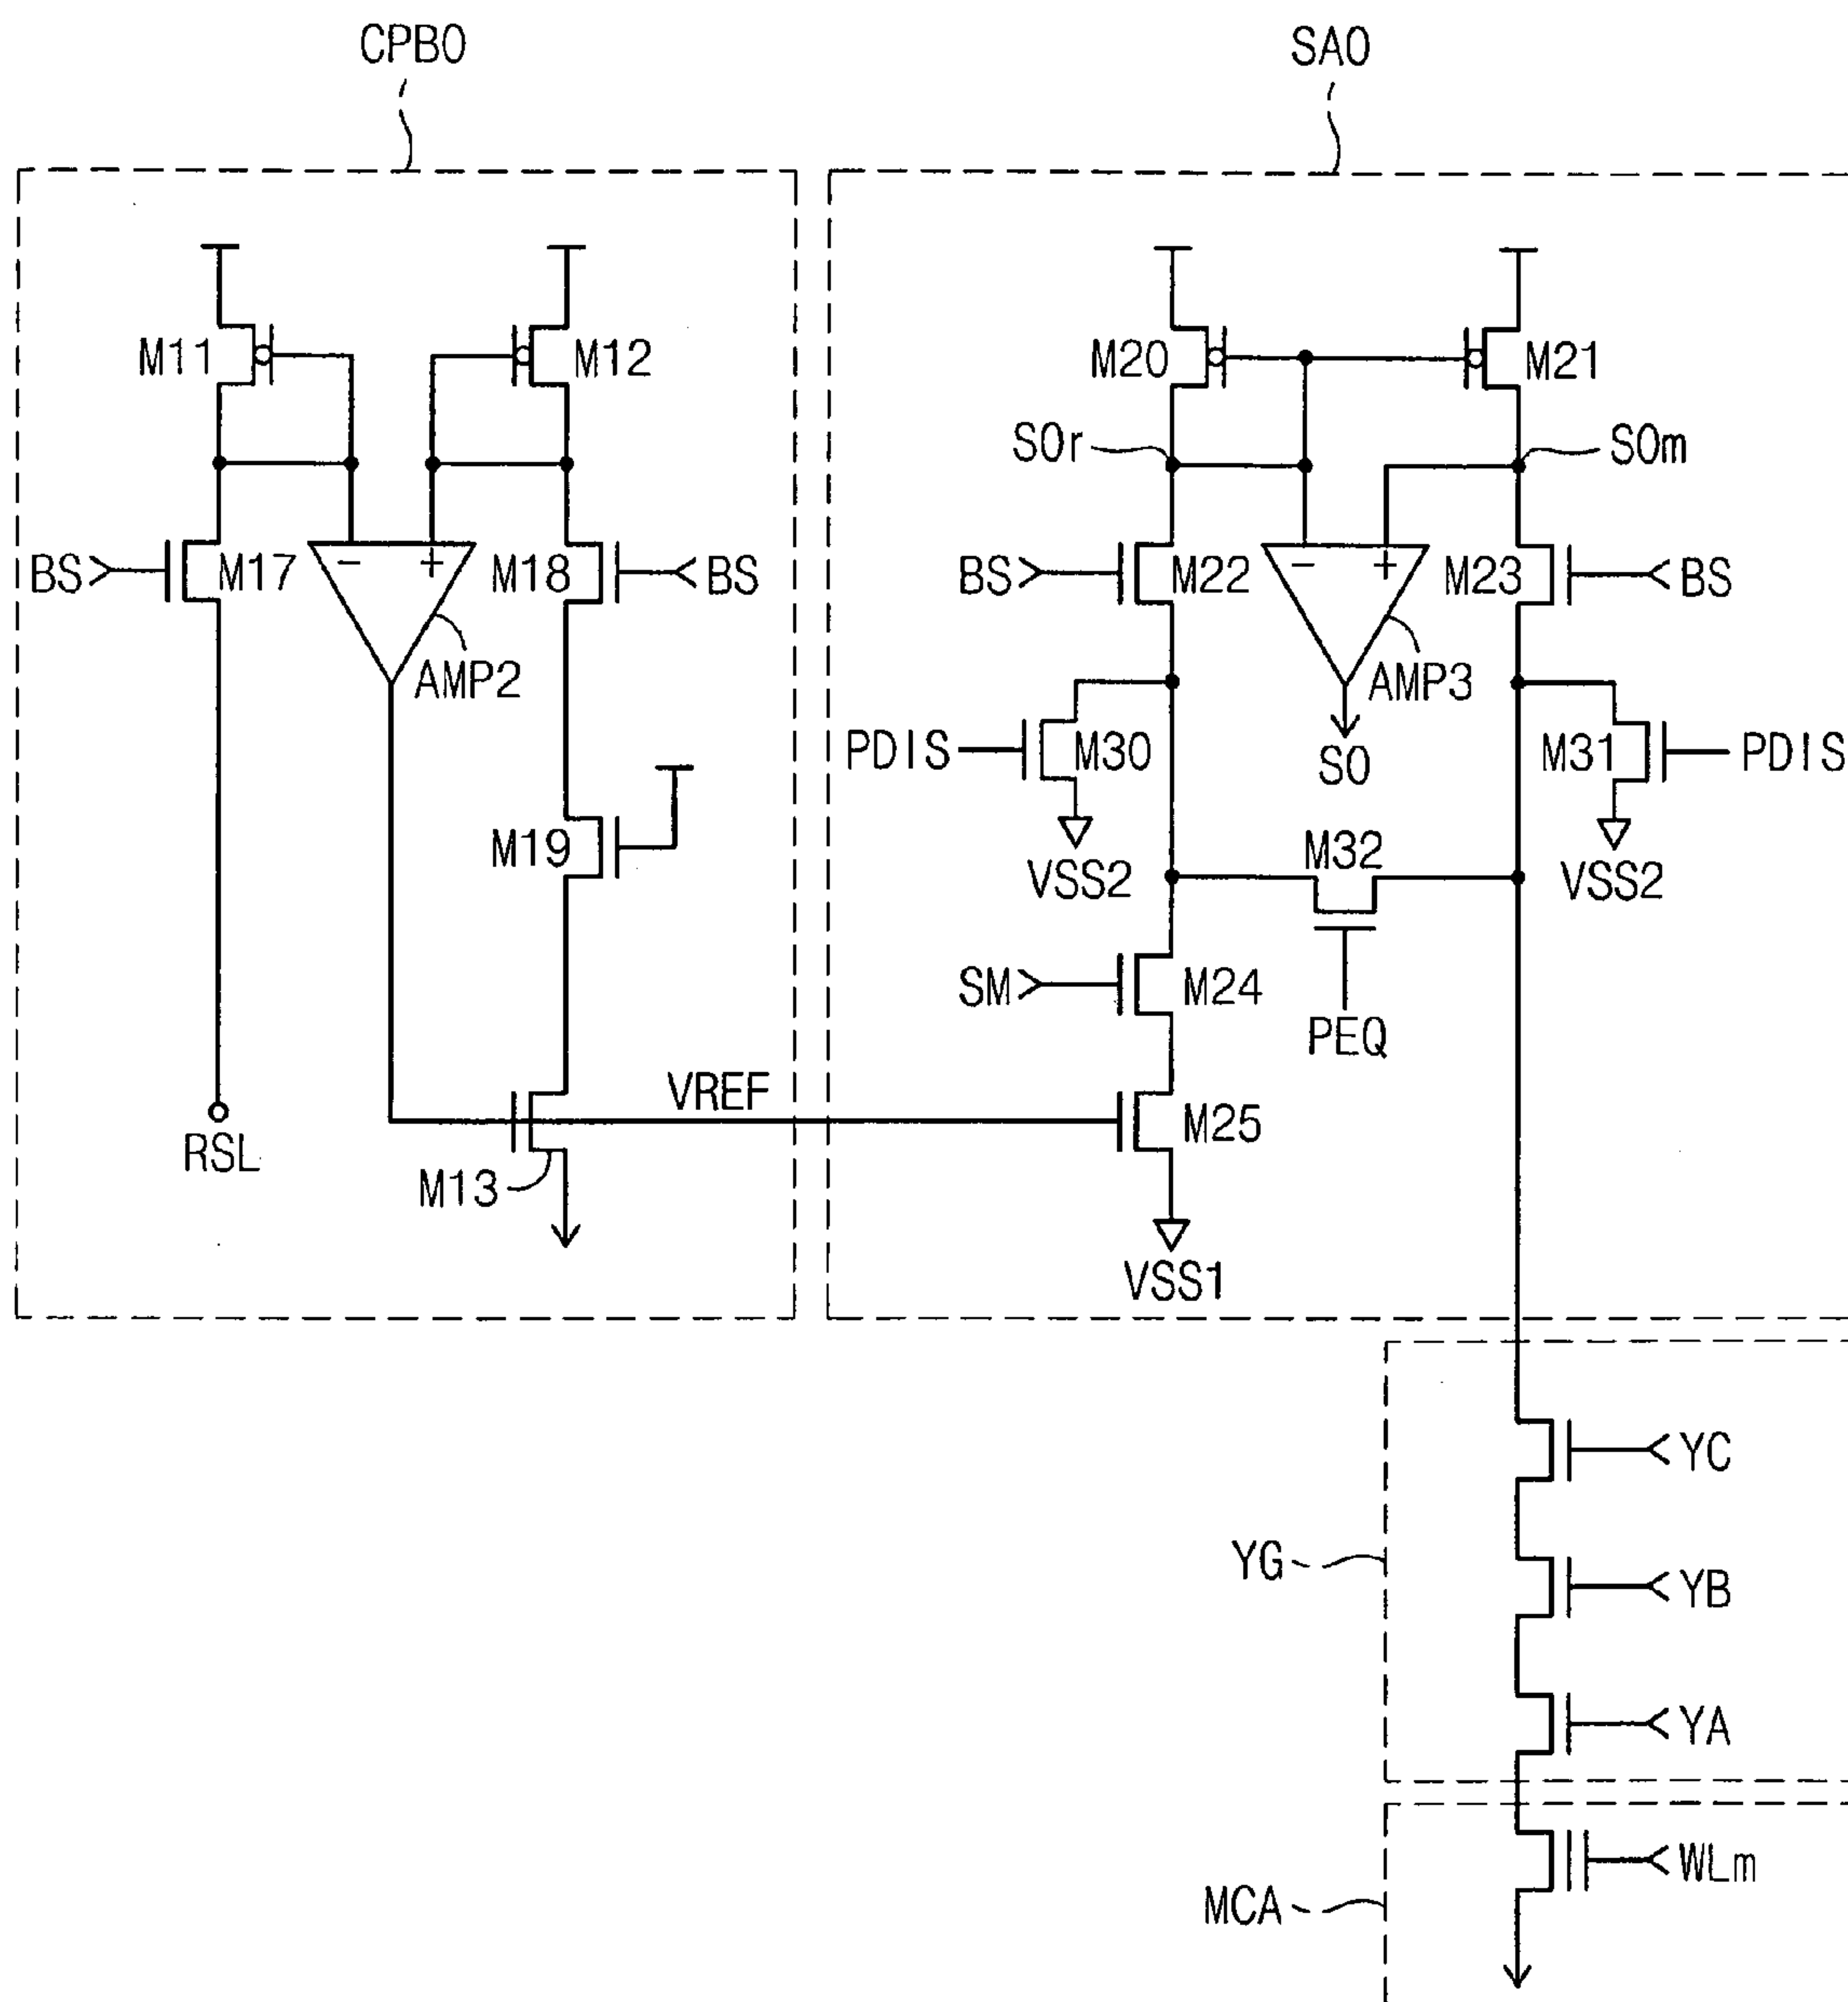 CPB0
SA0
M11
M12
M20
M21
S0r
S0m
BS
M17
−
+
M18
BS
BS
M22
−
+
M23
BS
AMP2
AMP3
PDIS
M30
S0
M31
PDIS
M19
M32
VSS2
VSS2
SM
M24
PEQ
VREF
M25
RSL
M13
VSS1
YC
YG
YB
YA
WLm
MCA